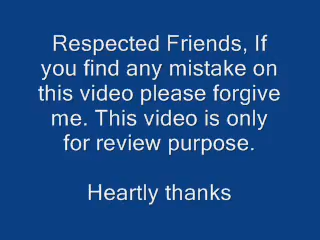 Respected Friends, If
you find any mistake on
this video please forgive
me. This video is only
for review purpose.
Heartly thanks